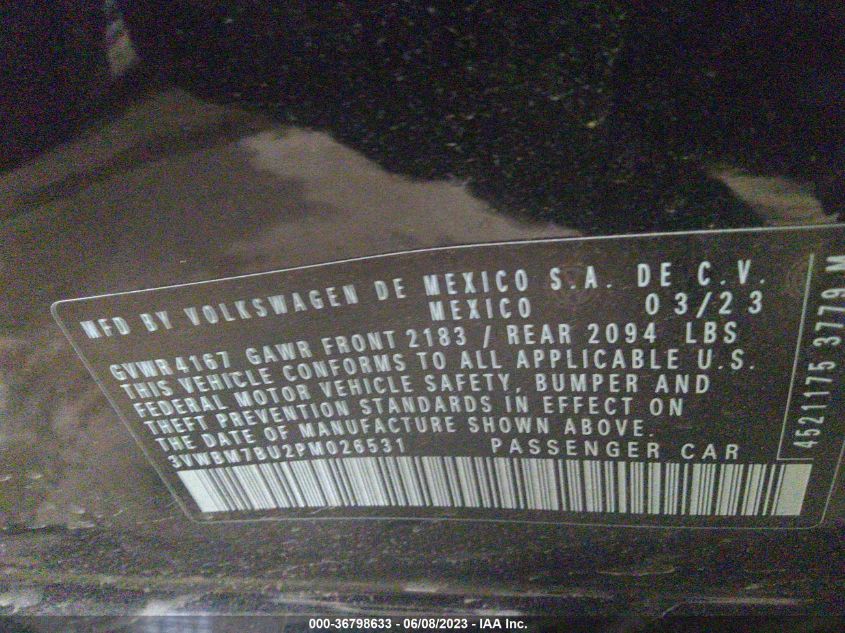 MFD BY VOLKSWAGEN DE MEXICO S.A. DE C.V.
MEXICO 03/23
GVWR 4167 GAWR FRONT 2183 / REAR 2094 LBS
THIS VEHICLE CONFORMS TO ALL APPLICABLE U.S.
FEDERAL MOTOR VEHICLE SAFETY, BUMPER AND
THEFT PREVENTION STANDARDS IN EFFECT ON
THE DATE OF MANUFACTURE SHOWN ABOVE.
3VWBM7BU2PM026531 PASSENGER CAR
4521175 3779 M
000-36798633 - 06/08/2023 - IAA Inc.